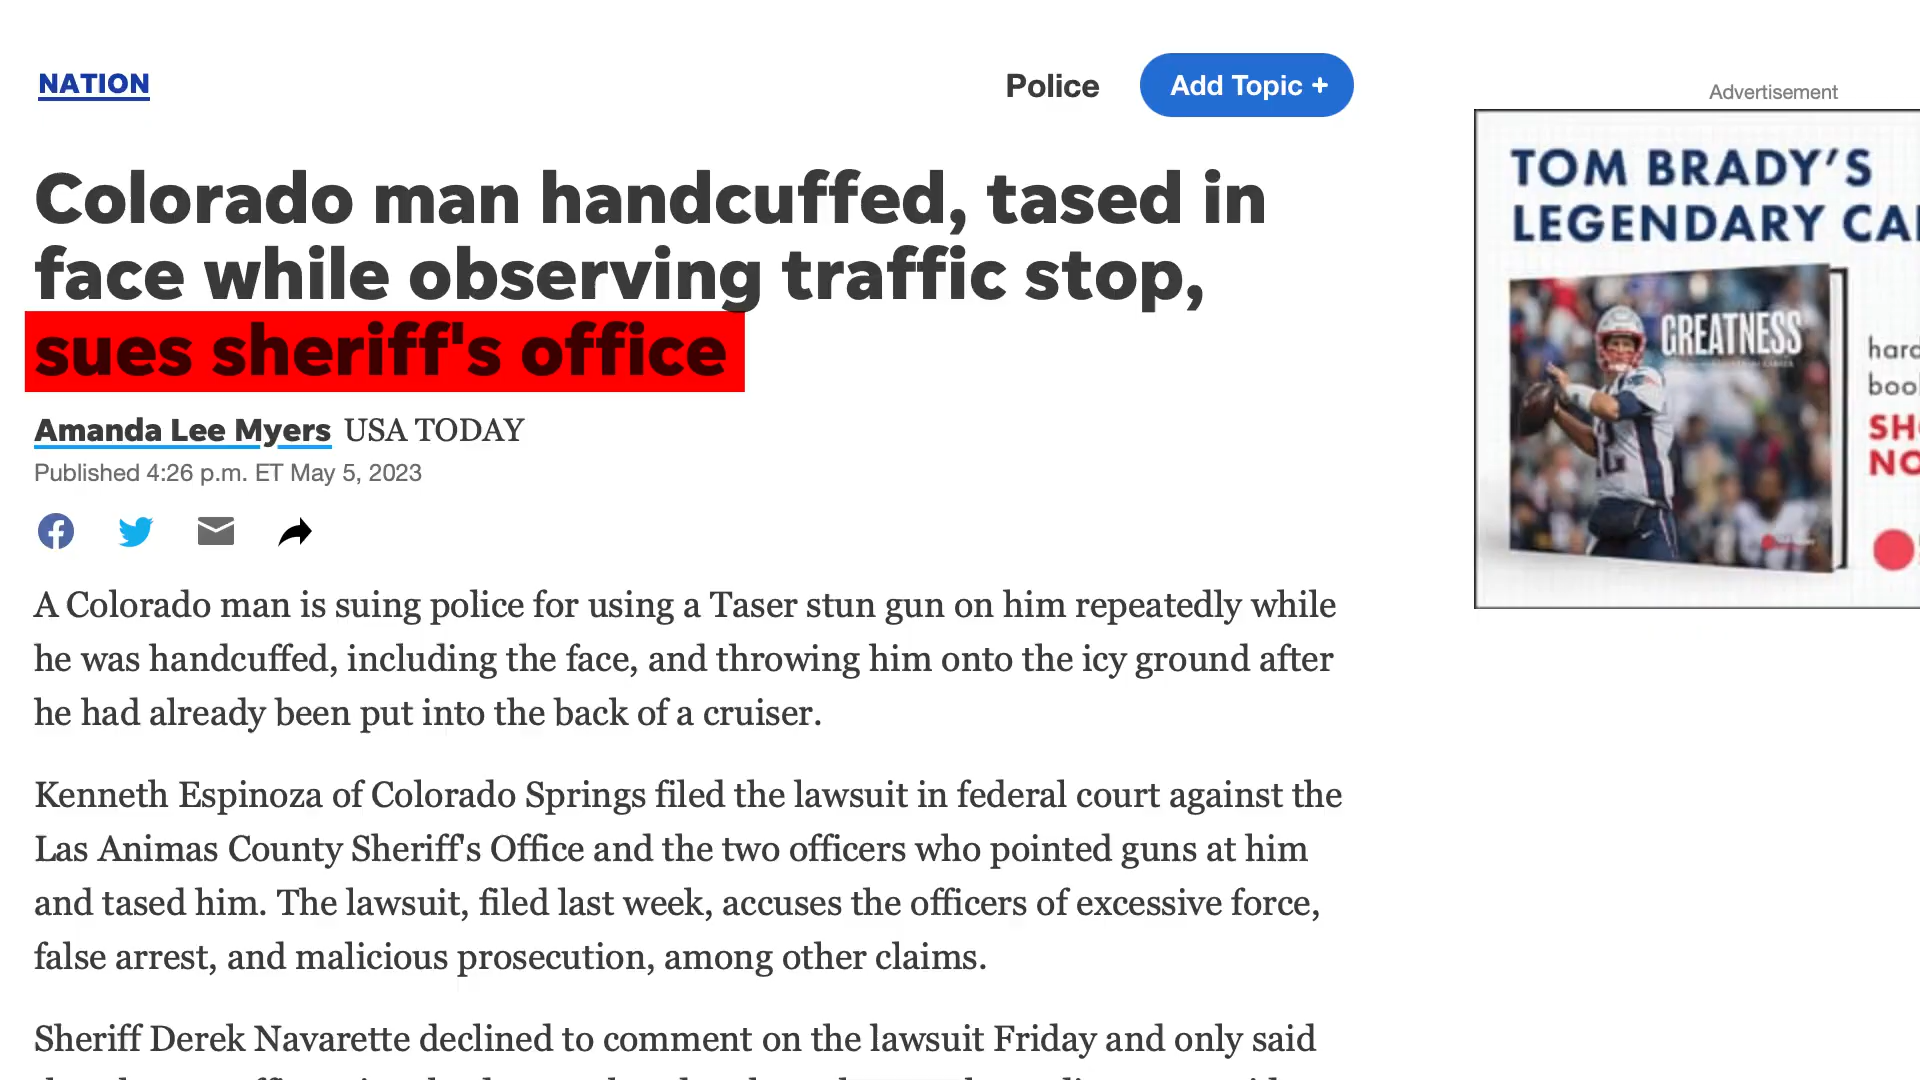 NATION
Police
Add Topic +
Advertisement
Colorado man handcuffed, tased in
face while observing traffic stop,
sues sheriff's office
Amanda Lee Myers USA TODAY
Published 4:26 p.m. ET May 5, 2023
A Colorado man is suing police for using a Taser stun gun on him repeatedly while
he was handcuffed, including the face, and throwing him onto the icy ground after
he had already been put into the back of a cruiser.
Kenneth Espinoza of Colorado Springs filed the lawsuit in federal court against the
Las Animas County Sheriff's Office and the two officers who pointed guns at him
and tased him. The lawsuit, filed last week, accuses the officers of excessive force,
false arrest, and malicious prosecution, among other claims.
Sheriff Derek Navarette declined to comment on the lawsuit Friday and only said
TOM BRADY'S
LEGENDARY CA
GREATNESS
hard
boo
SH
NO